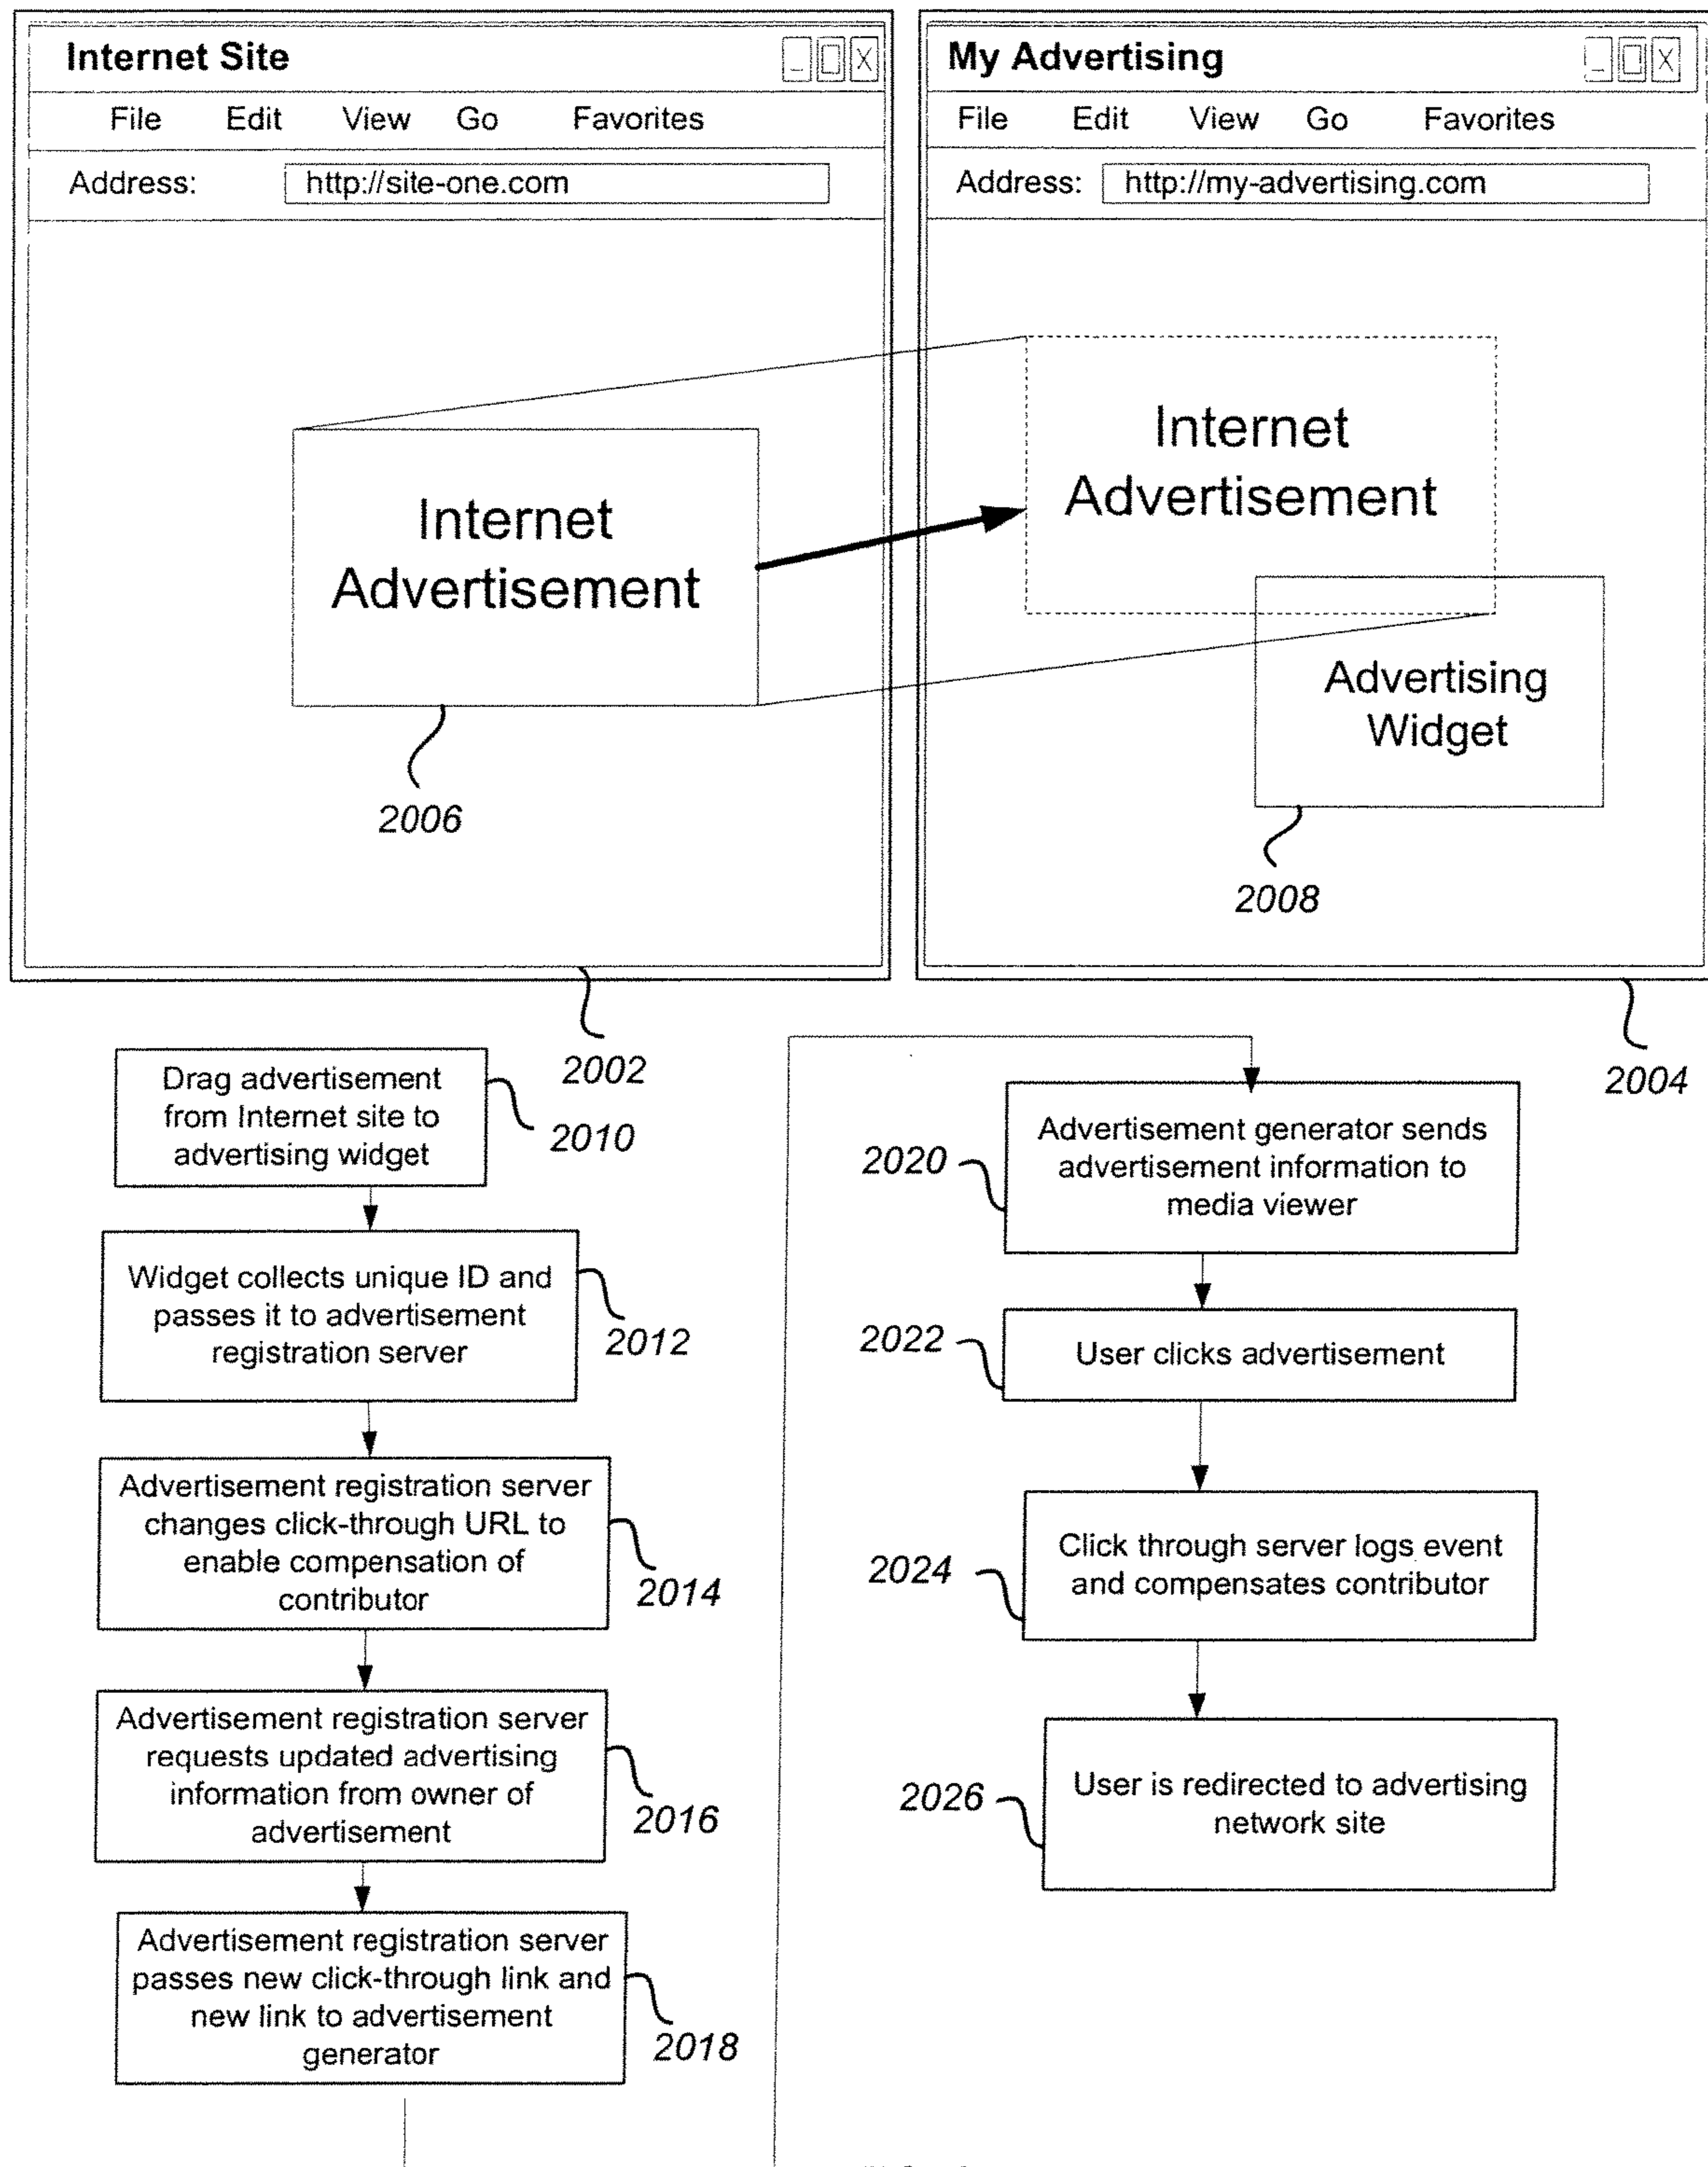 Internet Site
File Edit View Go Favorites
Address: http://site-one.com
Internet
Advertisement
2006
2002
My Advertising
File Edit View Go Favorites
Address: http://my-advertising.com
Internet
Advertisement
Advertising
Widget
2008
2004
Drag advertisement
from Internet site to
advertising widget
2010
Widget collects unique ID and
passes it to advertisement
registration server
2012
Advertisement registration server
changes click-through URL to
enable compensation of
contributor
2014
Advertisement registration server
requests updated advertising
information from owner of
advertisement
2016
Advertisement registration server
passes new click-through link and
new link to advertisement
generator
2018
Advertisement generator sends
advertisement information to
media viewer
2020
User clicks advertisement
2022
Click through server logs event
and compensates contributor
2024
User is redirected to advertising
network site
2026